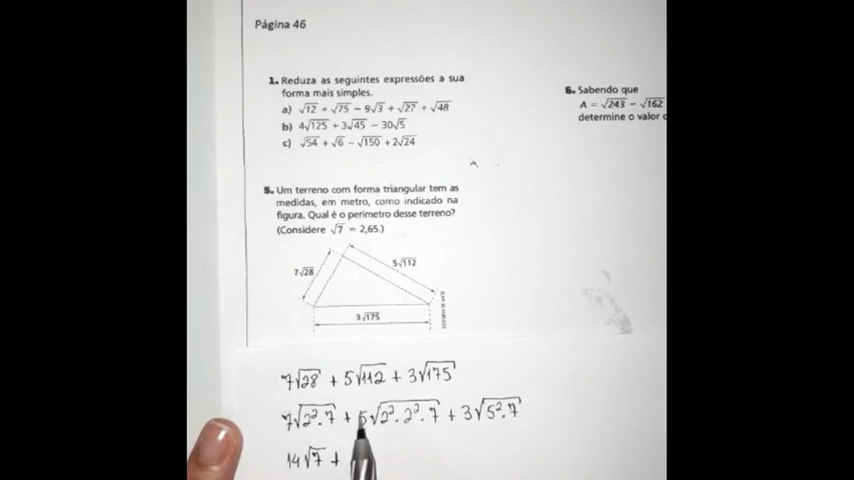 Página 46
1. Reduza as seguintes expressões a sua
forma mais simples.
a) √12 + √75 − 9√3 + √27 + √48
b) 4√125 + 3√45 − 30√5
c) √54 + √6 − √150 + 2√24
5. Um terreno com forma triangular tem as
medidas, em metro, como indicado na
figura. Qual é o perímetro desse terreno?
(Considere √7 = 2,65.)
7√28
5√112
3√175
6. Sabendo que
A = √243 − √162
determine o valor
7√28 + 5√112 + 3√175
7√2².7 + 5√2².2².7 + 3√5².7
14√7 +